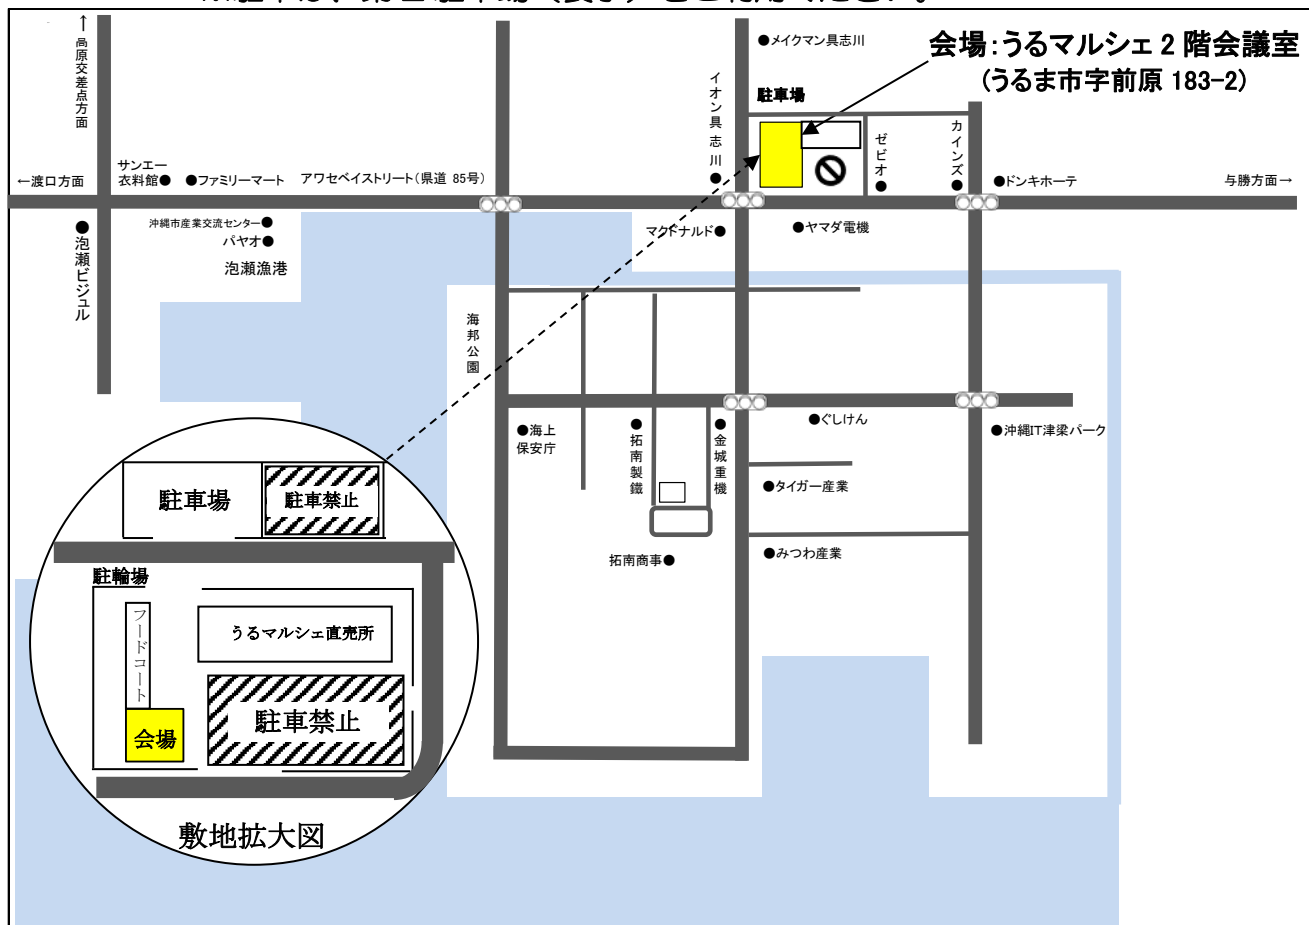 ↑高原交差点方面
●メイクマン具志川
会場：うるマルシェ2階会議室
（うるま市字前原 183-2）
イオン具志川●
駐車場
ゼビオ●
カインズ●
←渡口方面
サンエー
衣料館●
●ファミリーマート
アワセベイストリート（県道 85号）
●ドンキホーテ
与勝方面→
●泡瀬ビジュル
沖縄市産業交流センター●
パヤオ●
泡瀬漁港
マクドナルド●
●ヤマダ電機
海邦公園
●海上
保安庁
●拓南製鐵
●金城重機
●ぐしけん
●沖縄IT津梁パーク
●タイガー産業
拓南商事●
●みつわ産業
駐車場
駐車禁止
駐輪場
フードコート
うるマルシェ直売所
会場
駐車禁止
敷地拡大図